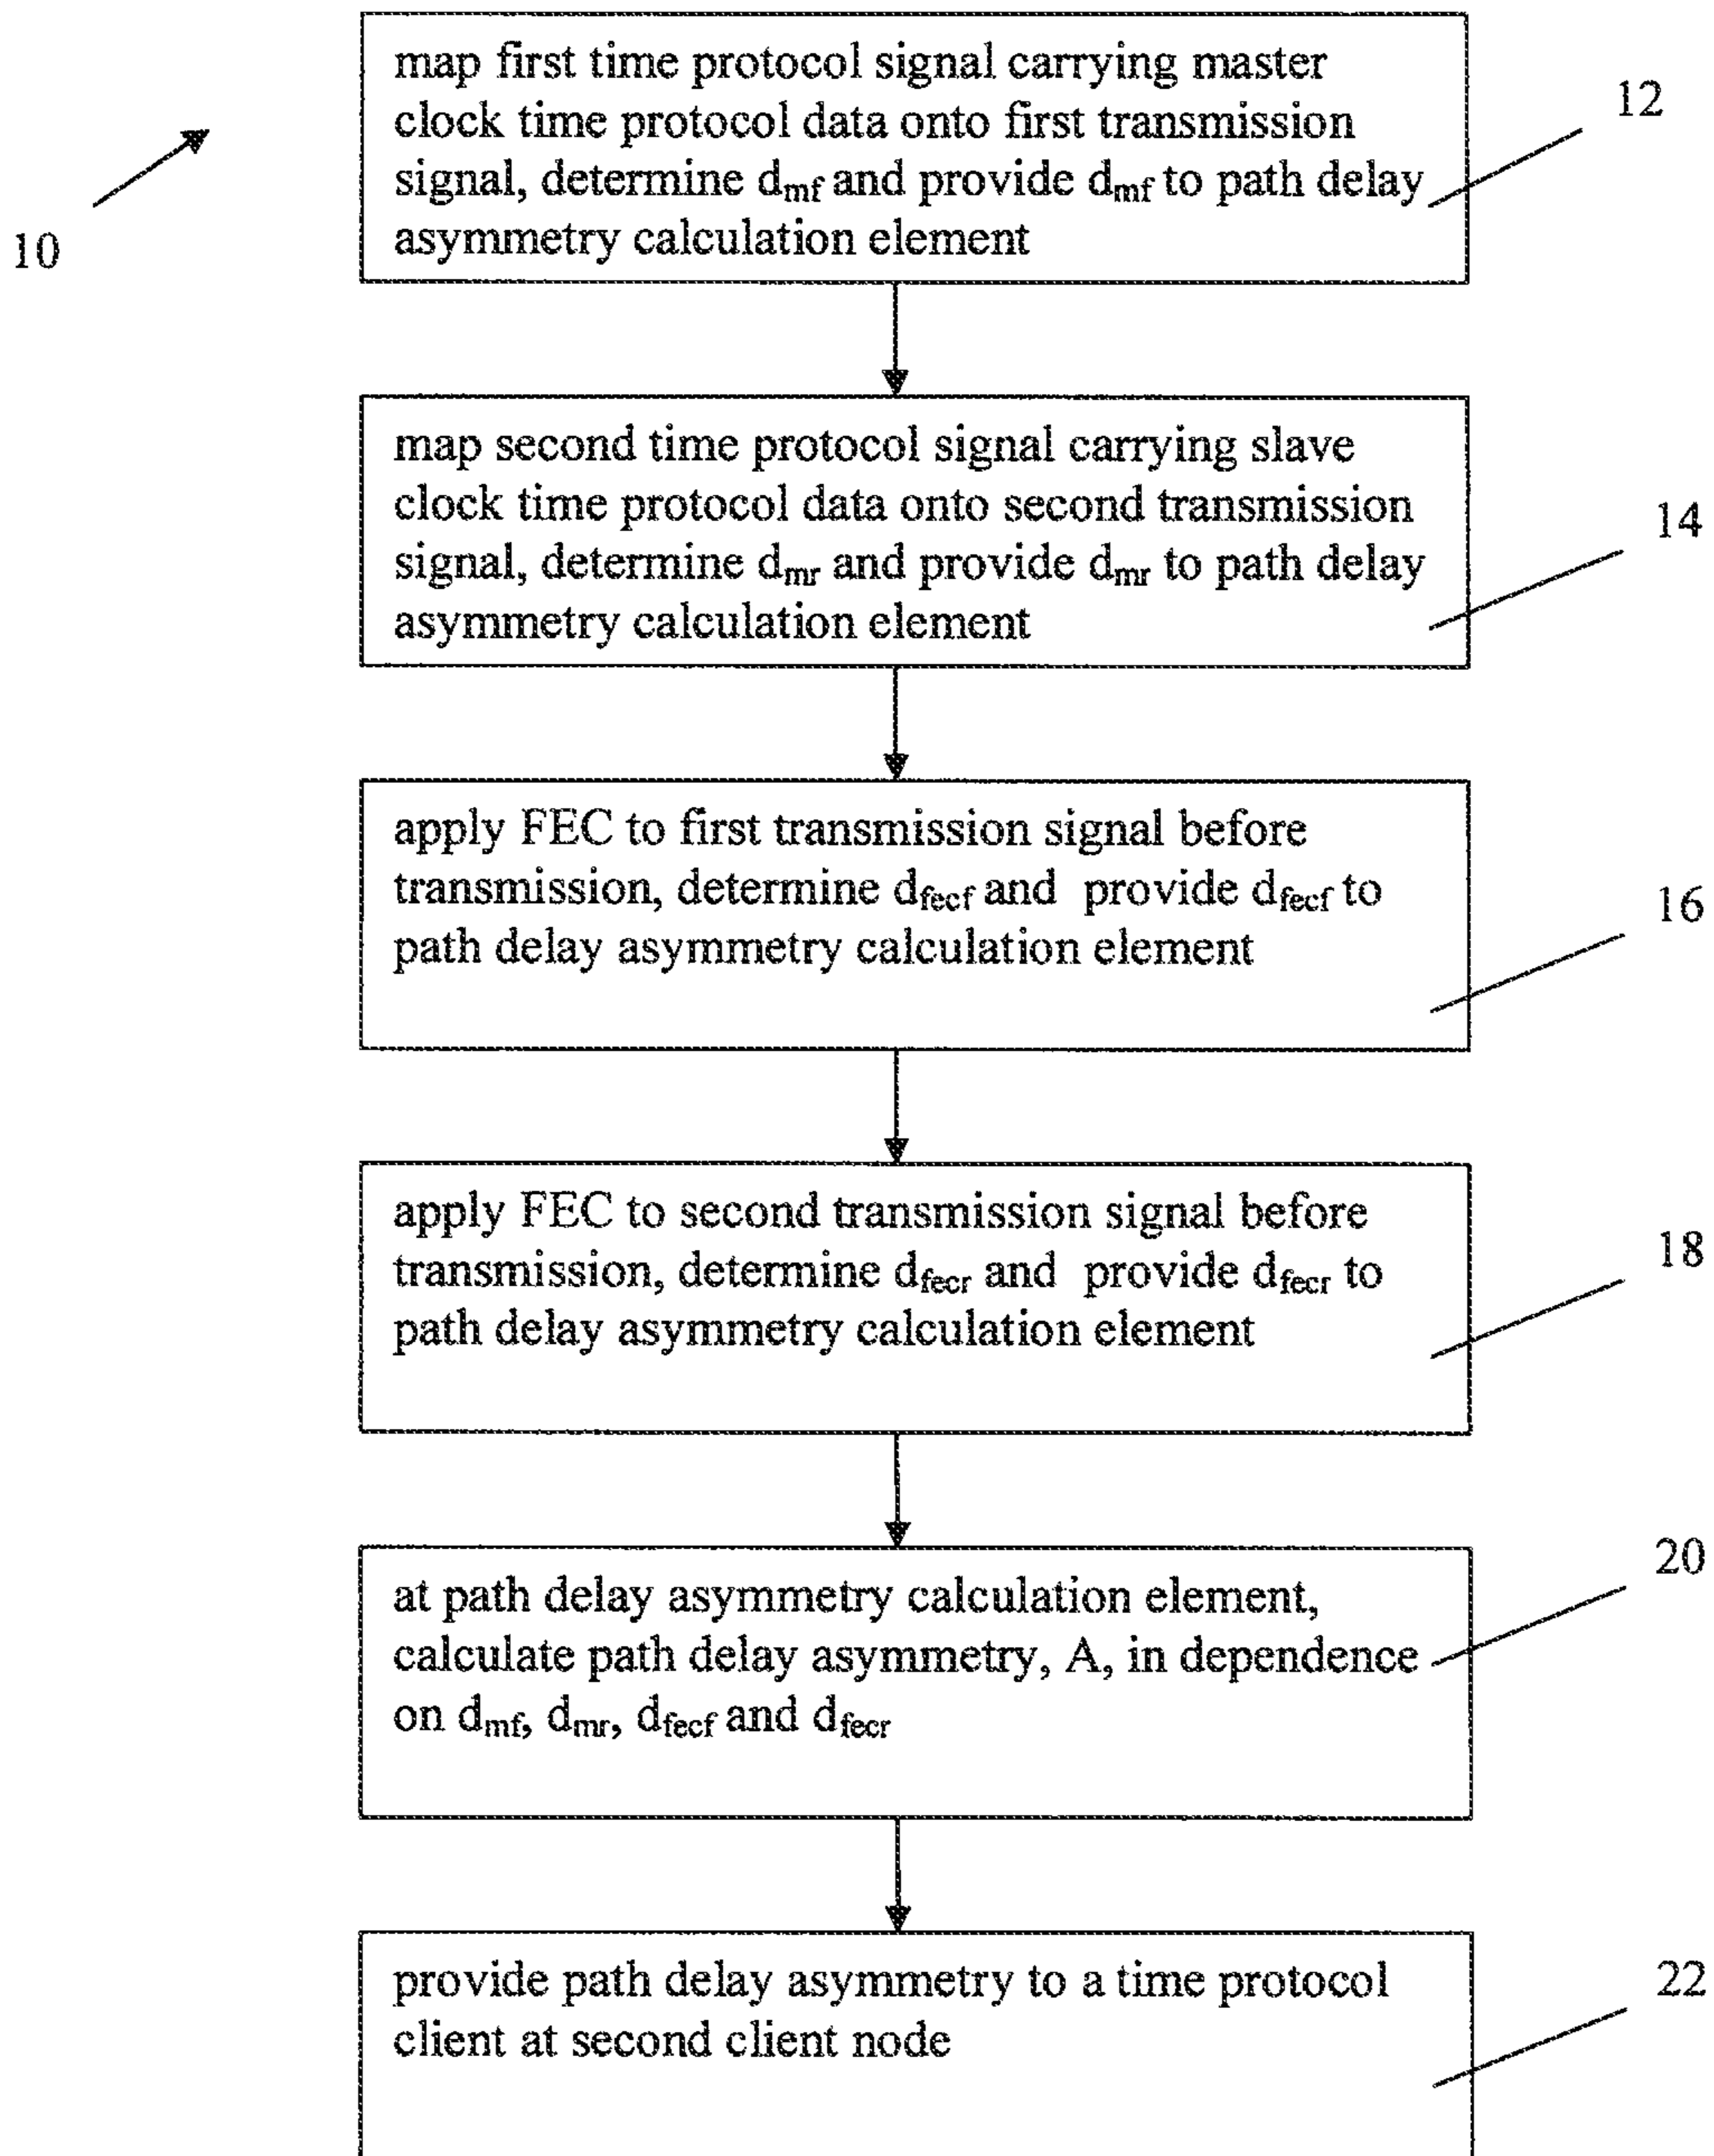 10
map first time protocol signal carrying master
clock time protocol data onto first transmission
signal, determine dmf and provide dmf to path delay
asymmetry calculation element
12
map second time protocol signal carrying slave
clock time protocol data onto second transmission
signal, determine dmr and provide dmr to path delay
asymmetry calculation element
14
apply FEC to first transmission signal before
transmission, determine dfecf and provide dfecf to
path delay asymmetry calculation element
16
apply FEC to second transmission signal before
transmission, determine dfecr and provide dfecr to
path delay asymmetry calculation element
18
at path delay asymmetry calculation element,
calculate path delay asymmetry, A, in dependence
on dmf, dmr, dfecf and dfecr
20
provide path delay asymmetry to a time protocol
client at second client node
22